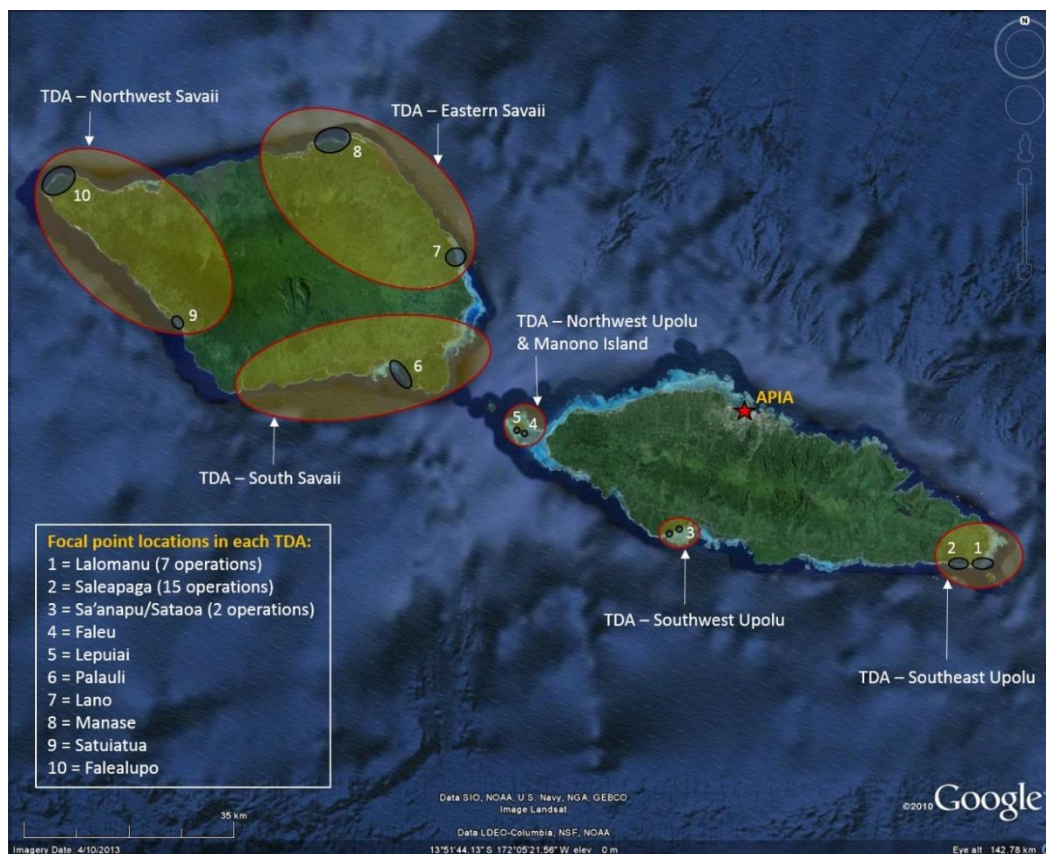 N
TDA – Northwest Savaii
TDA – Eastern Savaii
8
10
7
9
TDA – Northwest Upolu
& Manono Island
6
APIA
5
4
TDA – South Savaii
3
2
1
TDA – Southwest Upolu
TDA – Southeast Upolu
Focal point locations in each TDA:
1 = Lalomanu (7 operations)
2 = Saleapaga (15 operations)
3 = Sa'anapu/Sataoa (2 operations)
4 = Faleu
5 = Lepuiai
6 = Palauli
7 = Lano
8 = Manase
9 = Satuiatua
10 = Falealupo
Data SIO, NOAA, U.S. Navy, NGA, GEBCO
Image Landsat
©2010 Google
35 km
Data LDEO-Columbia, NSF, NOAA
Imagery Date: 4/10/2013
13°51'44.13" S 172°05'21.56" W elev 0 m
Eye alt 142.78 km